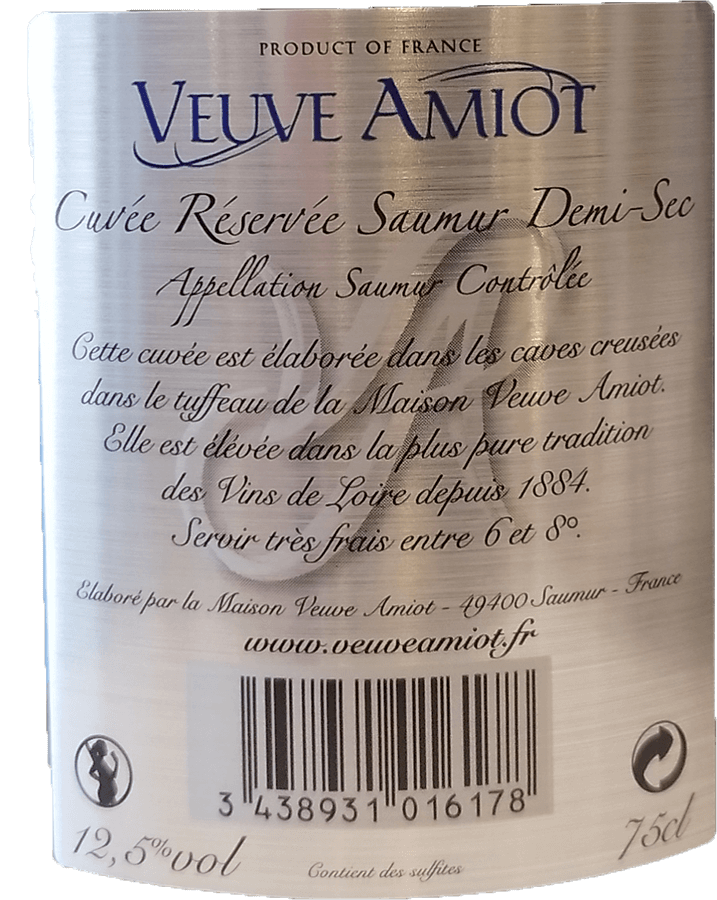 PRODUCT OF FRANCE
VEUVE AMIOT
Cuvée Réservée Saumur Demi-Sec
Appellation Saumur Contrôlée
Cette cuvée est élaborée dans les caves creusées
dans le tuffeau de la Maison Veuve Amiot.
Elle est élévée dans la plus pure tradition
des Vins de Loire depuis 1884.
Servir très frais entre 6 et 8°.
Elaboré par la Maison Veuve Amiot - 49400 Saumur - France
www.veuveamiot.fr
3 438931 016178
12,5%vol
75cl
Contient des sulfites